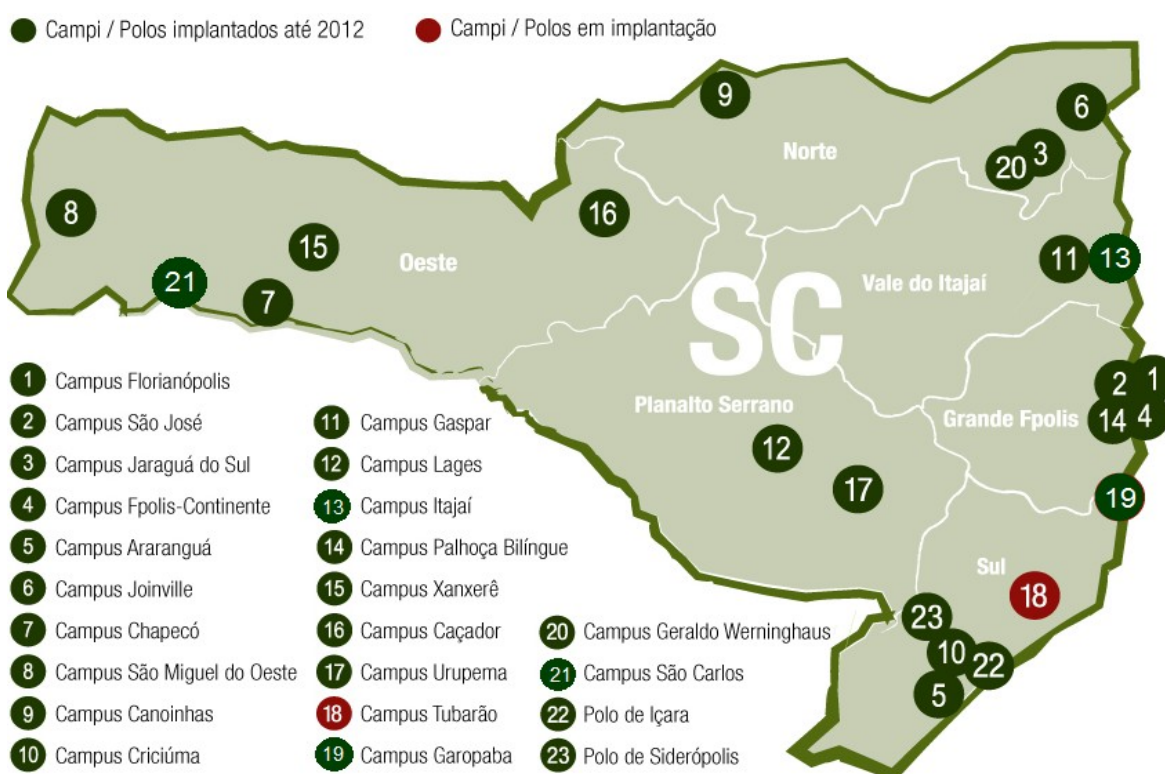 Campi / Polos implantados até 2012
Campi / Polos em implantação
9
6
Norte
3
20
8
16
15
Oeste
11
13
21
7
Vale do Itajaí
SC
1
2
Planalto Serrano
Grande Fpolis
14
4
12
17
19
Sul
18
23
10
22
5
1 Campus Florianópolis
2 Campus São José
3 Campus Jaraguá do Sul
4 Campus Fpolis-Continente
5 Campus Araranguá
6 Campus Joinville
7 Campus Chapecó
8 Campus São Miguel do Oeste
9 Campus Canoinhas
10 Campus Criciúma
11 Campus Gaspar
12 Campus Lages
13 Campus Itajaí
14 Campus Palhoça Bilíngue
15 Campus Xanxerê
16 Campus Caçador
17 Campus Urupema
18 Campus Tubarão
19 Campus Garopaba
20 Campus Geraldo Werninghaus
21 Campus São Carlos
22 Polo de Içara
23 Polo de Siderópolis